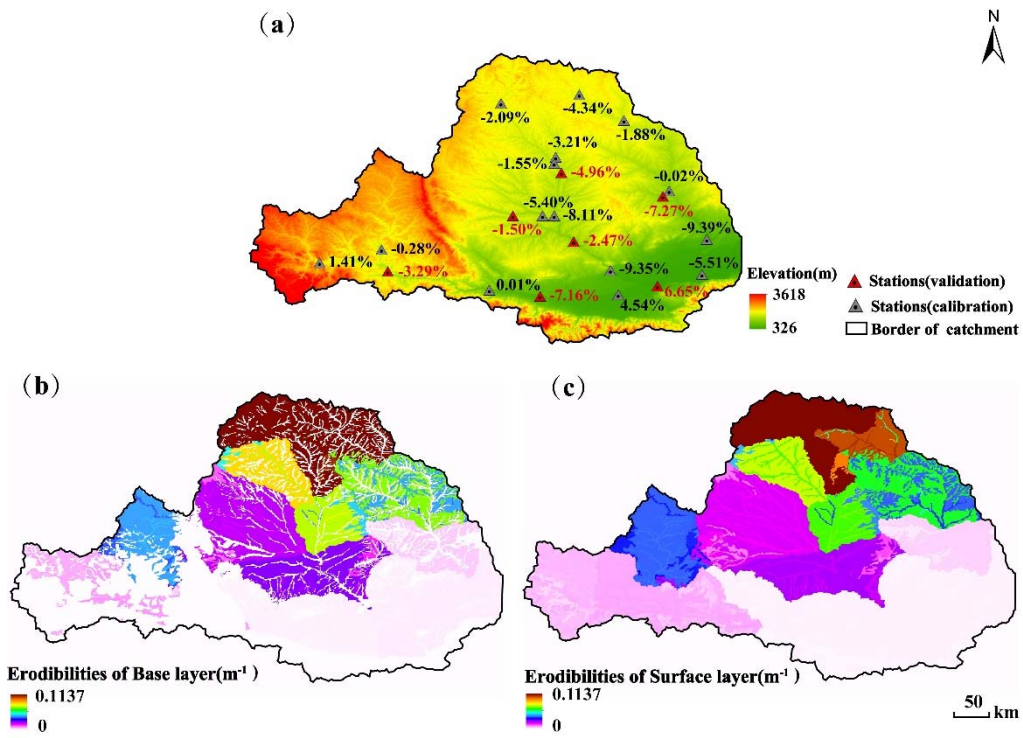 (a)
N
-4.34%
-2.09%
-1.88%
-3.21%
-1.55%
-4.96%
-0.02%
-7.27%
-5.40%
-8.11%
-1.50%
-9.39%
-2.47%
-0.28%
1.41%
-3.29%
-9.35%
-5.51%
0.01%
6.65%
-7.16%
4.54%
Elevation(m)
3618
326
Stations(validation)
Stations(calibration)
Border of catchment
(b)
(c)
Erodibilities of Base layer(m-1)
0.1137
0
Erodibilities of Surface layer(m-1)
0.1137
0
50
km